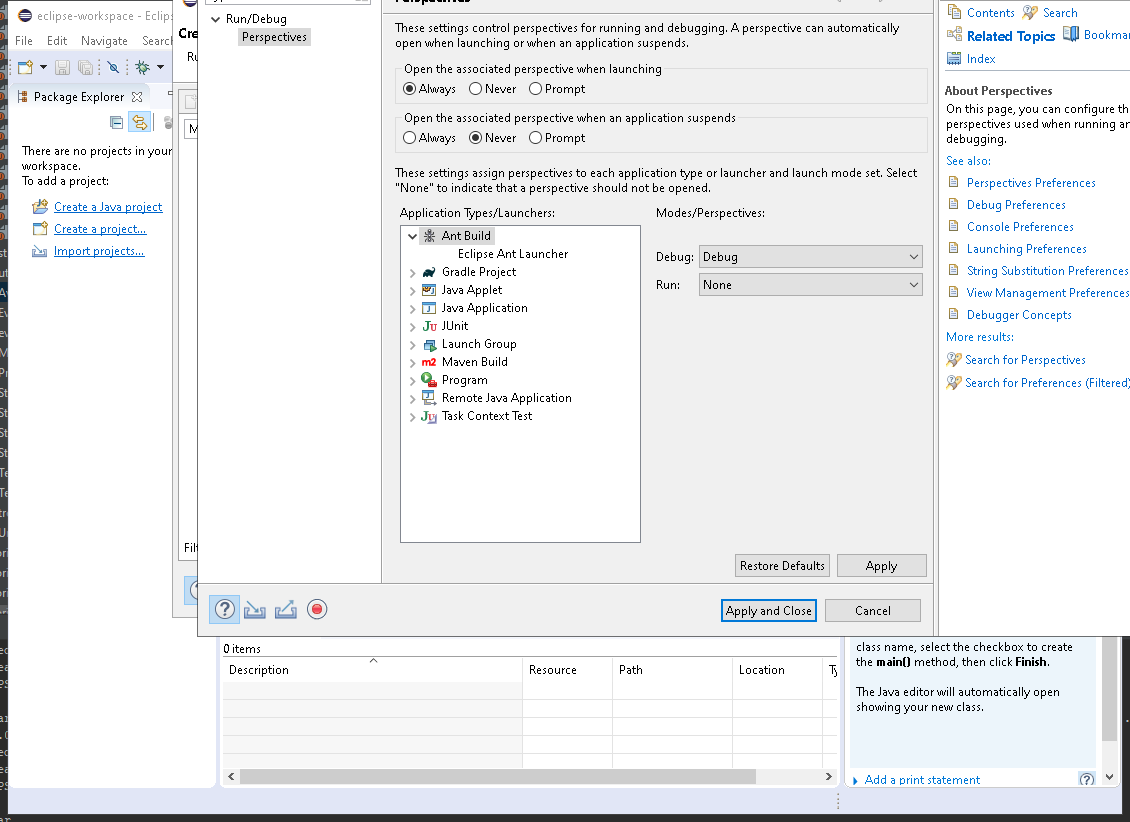 eclipse-workspace - Eclips
File Edit Navigate Search
Package Explorer
There are no projects in your
workspace.
To add a project:
Create a Java project
Create a project...
Import projects...
Cre
Ru
M
Filt
Run/Debug
Perspectives
Perspectives
These settings control perspectives for running and debugging. A perspective can automatically
open when launching or when an application suspends.
Open the associated perspective when launching
Always Never Prompt
Open the associated perspective when an application suspends
Always Never Prompt
These settings assign perspectives to each application type or launcher and launch mode set. Select
"None" to indicate that a perspective should not be opened.
Application Types/Launchers:
Ant Build
Eclipse Ant Launcher
Gradle Project
Java Applet
Java Application
JUnit
Launch Group
Maven Build
Program
Remote Java Application
Task Context Test
Modes/Perspectives:
Debug: Debug
Run: None
Restore Defaults Apply
Apply and Close Cancel
Contents Search
Related Topics Bookmar
Index
About Perspectives
On this page, you can configure th
perspectives used when running an
debugging.
See also:
Perspectives Preferences
Debug Preferences
Console Preferences
Launching Preferences
String Substitution Preferences
View Management Preferences
Debugger Concepts
More results:
Search for Perspectives
Search for Preferences (Filtered)
0 items
Description Resource Path Location Ty
class name, select the checkbox to create
the main() method, then click Finish.
The Java editor will automatically open
showing your new class.
Add a print statement